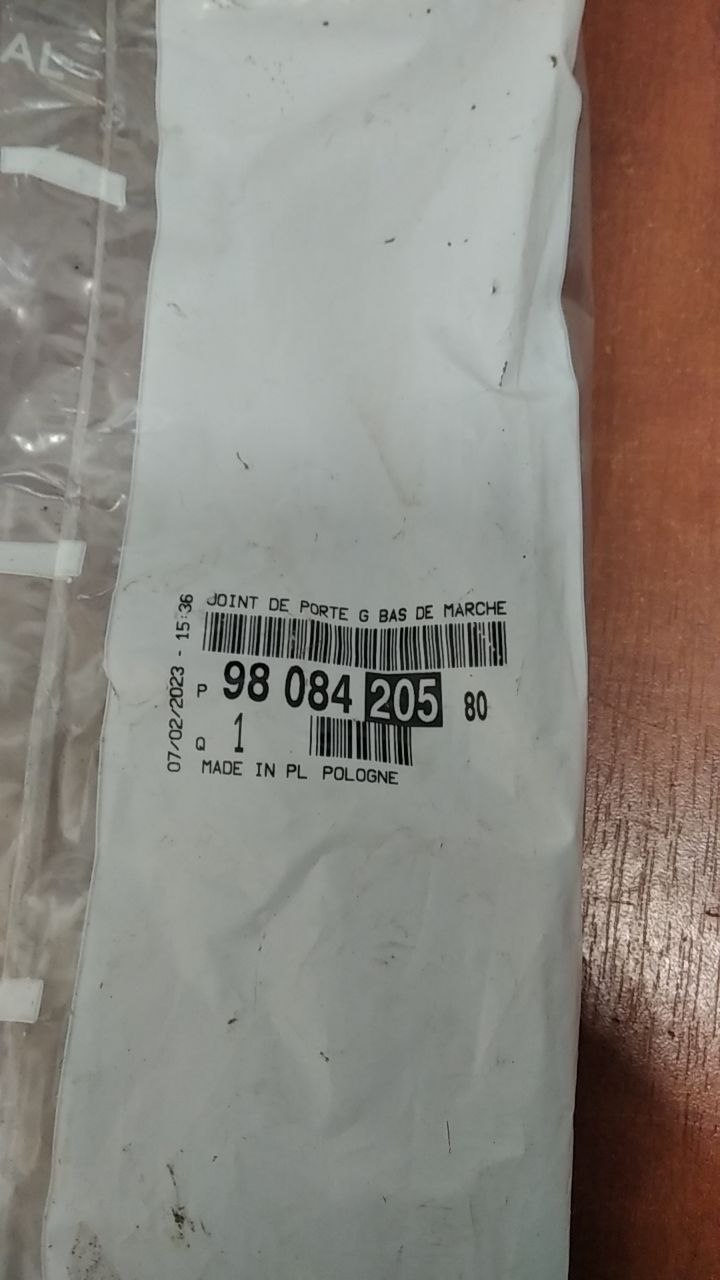 AL
JOINT DE PORTE G BAS DE MARCHE
07/02/2023 - 15:36
P 98 084 205 80
Q 1
MADE IN PL POLOGNE